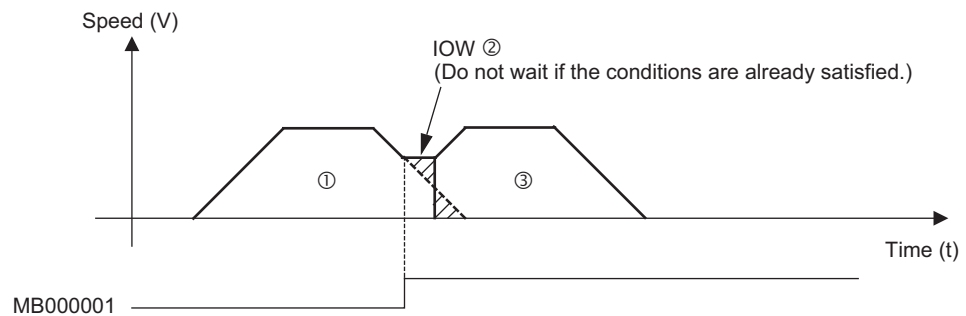 Speed (V)
IOW ②
(Do not wait if the conditions are already satisfied.)
①
③
Time (t)
MB000001